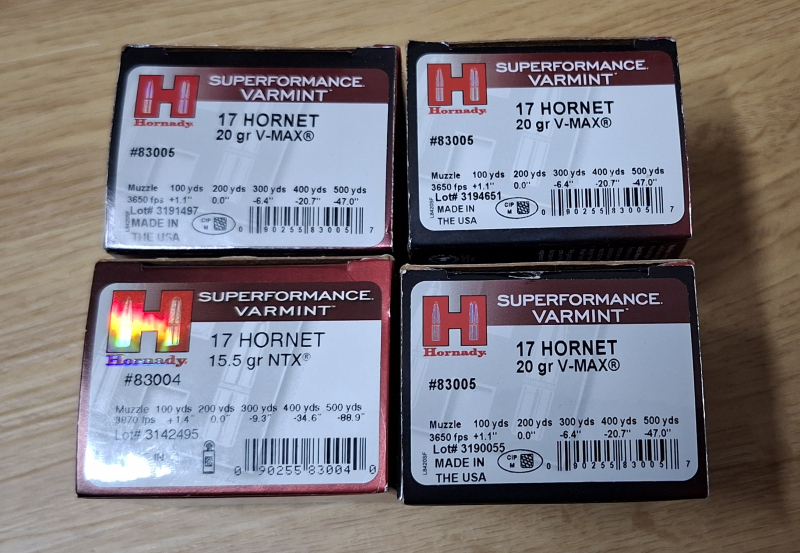 SUPERFORMANCE
VARMINT
Hornady
17 HORNET
20 gr V-MAX®
#83005
Muzzle 100 yds 200 yds 300 yds 400 yds 500 yds
3650 fps +1.1" 0.0" -6.4" -20.7" -47.0"
Lot# 3191497
MADE IN
THE USA
CIP
M
0 90255 83005 7
SUPERFORMANCE
VARMINT
Hornady
17 HORNET
20 gr V-MAX®
#83005
Muzzle 100 yds 200 yds 300 yds 400 yds 500 yds
3650 fps +1.1" 0.0" -6.4" -20.7" -47.0"
Lot# 3194651
MADE IN
THE USA
CIP
M
0 90255 83005 7
SUPERFORMANCE
VARMINT
Hornady
17 HORNET
15.5 gr NTX®
#83004
Muzzle 100 yds 200 yds 300 yds 400 yds 500 yds
3870 fps +1.4" 0.0" -9.3" -34.6" -88.9"
Lot# 3142495
0 90255 83004 0
SUPERFORMANCE
VARMINT
Hornady
17 HORNET
20 gr V-MAX®
#83005
Muzzle 100 yds 200 yds 300 yds 400 yds 500 yds
3650 fps +1.1" 0.0" -6.4" -20.7" -47.0"
Lot# 3190055
MADE IN
THE USA
CIP
M
0 90255 83005 7